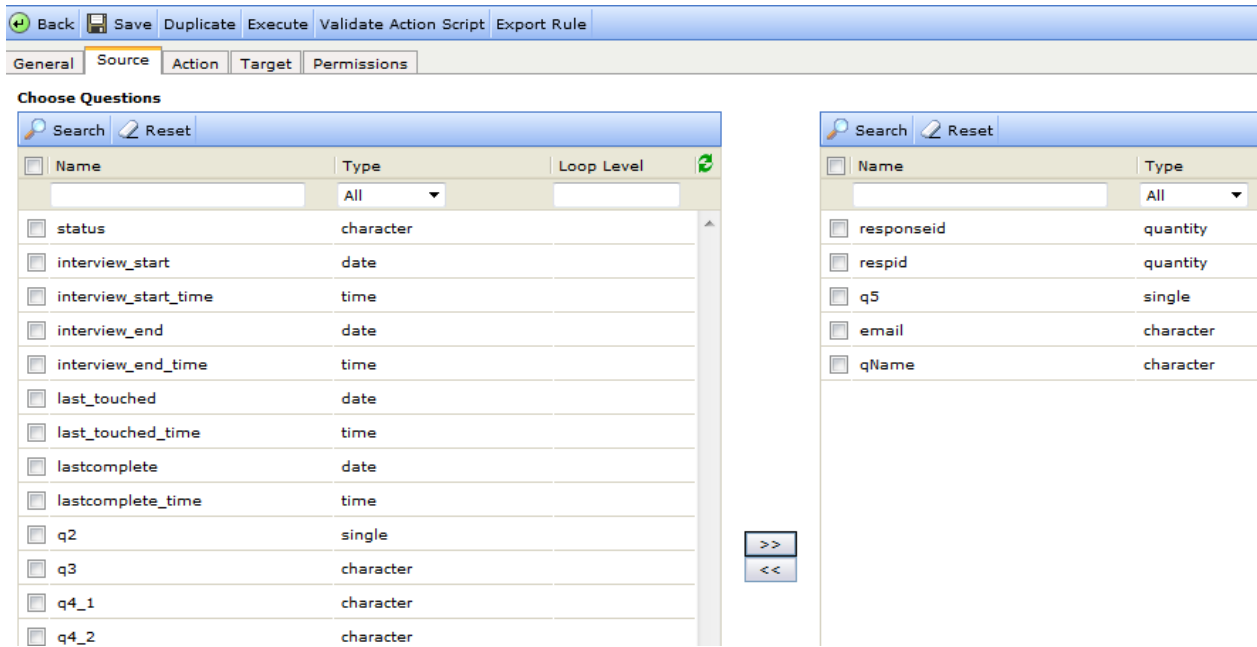 Back Save Duplicate Execute Validate Action Script Export Rule
General Source Action Target Permissions
Choose Questions
Search Reset
Name Type Loop Level
All
status character
interview_start date
interview_start_time time
interview_end date
interview_end_time time
last_touched date
last_touched_time time
lastcomplete date
lastcomplete_time time
q2 single
q3 character
q4_1 character
q4_2 character
>>
<<
Search Reset
Name Type
All
responseid quantity
respid quantity
q5 single
email character
qName character